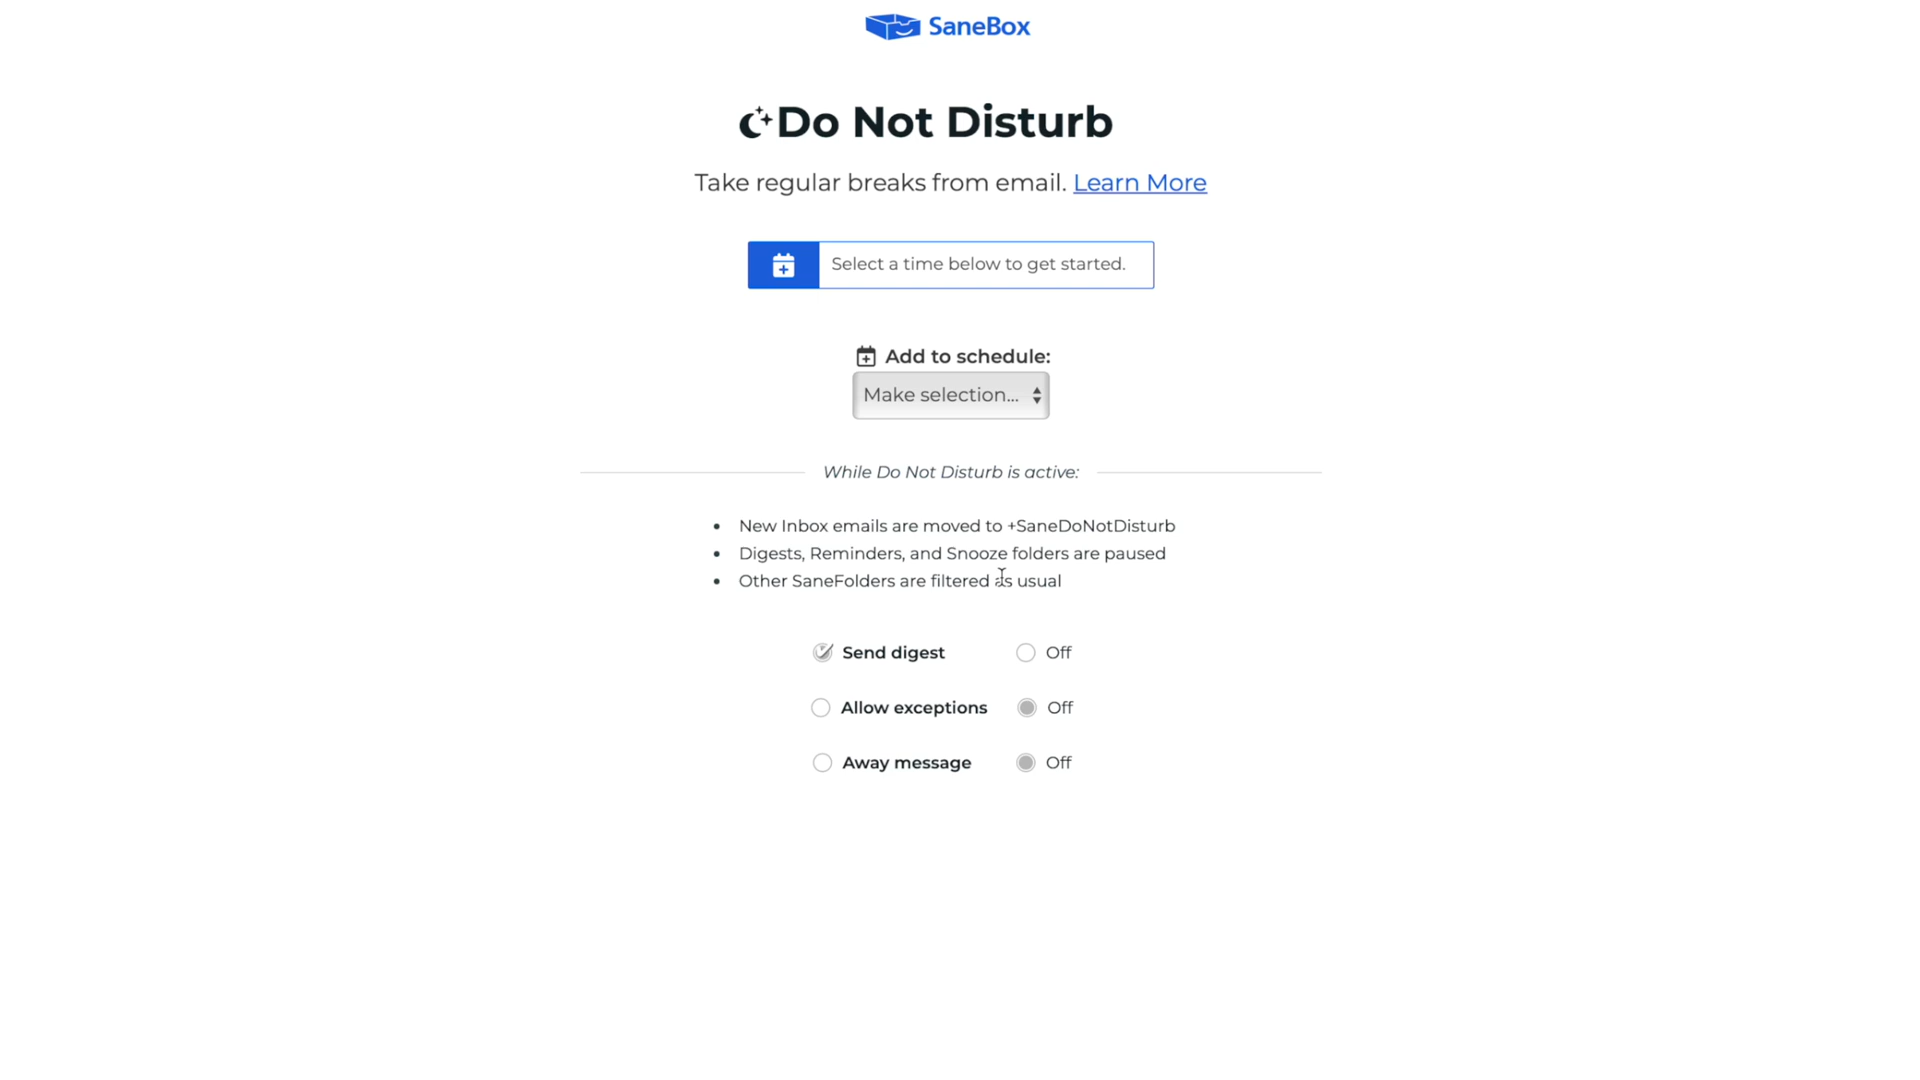 SaneBox
Do Not Disturb
Take regular breaks from email. Learn More
Select a time below to get started.
Add to schedule:
Make selection...
While Do Not Disturb is active:
• New Inbox emails are moved to +SaneDoNotDisturb
• Digests, Reminders, and Snooze folders are paused
• Other SaneFolders are filtered as usual
Send digest Off
Allow exceptions Off
Away message Off